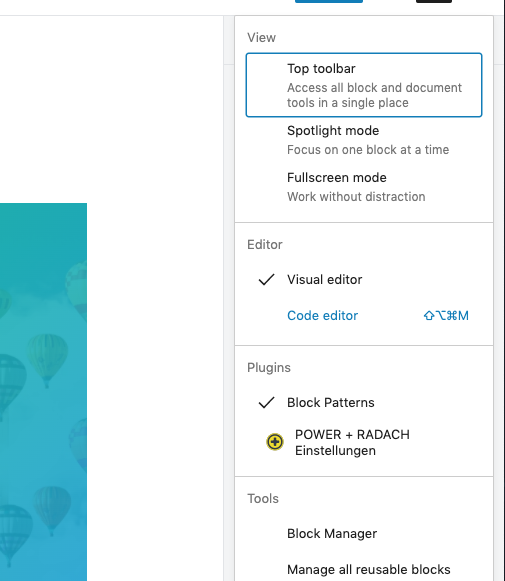 View
Top toolbar
Access all block and document
tools in a single place
Spotlight mode
Focus on one block at a time
Fullscreen mode
Work without distraction
Editor
Visual editor
Code editor ⇧⌥⌘M
Plugins
Block Patterns
POWER + RADACH
Einstellungen
Tools
Block Manager
Manage all reusable blocks